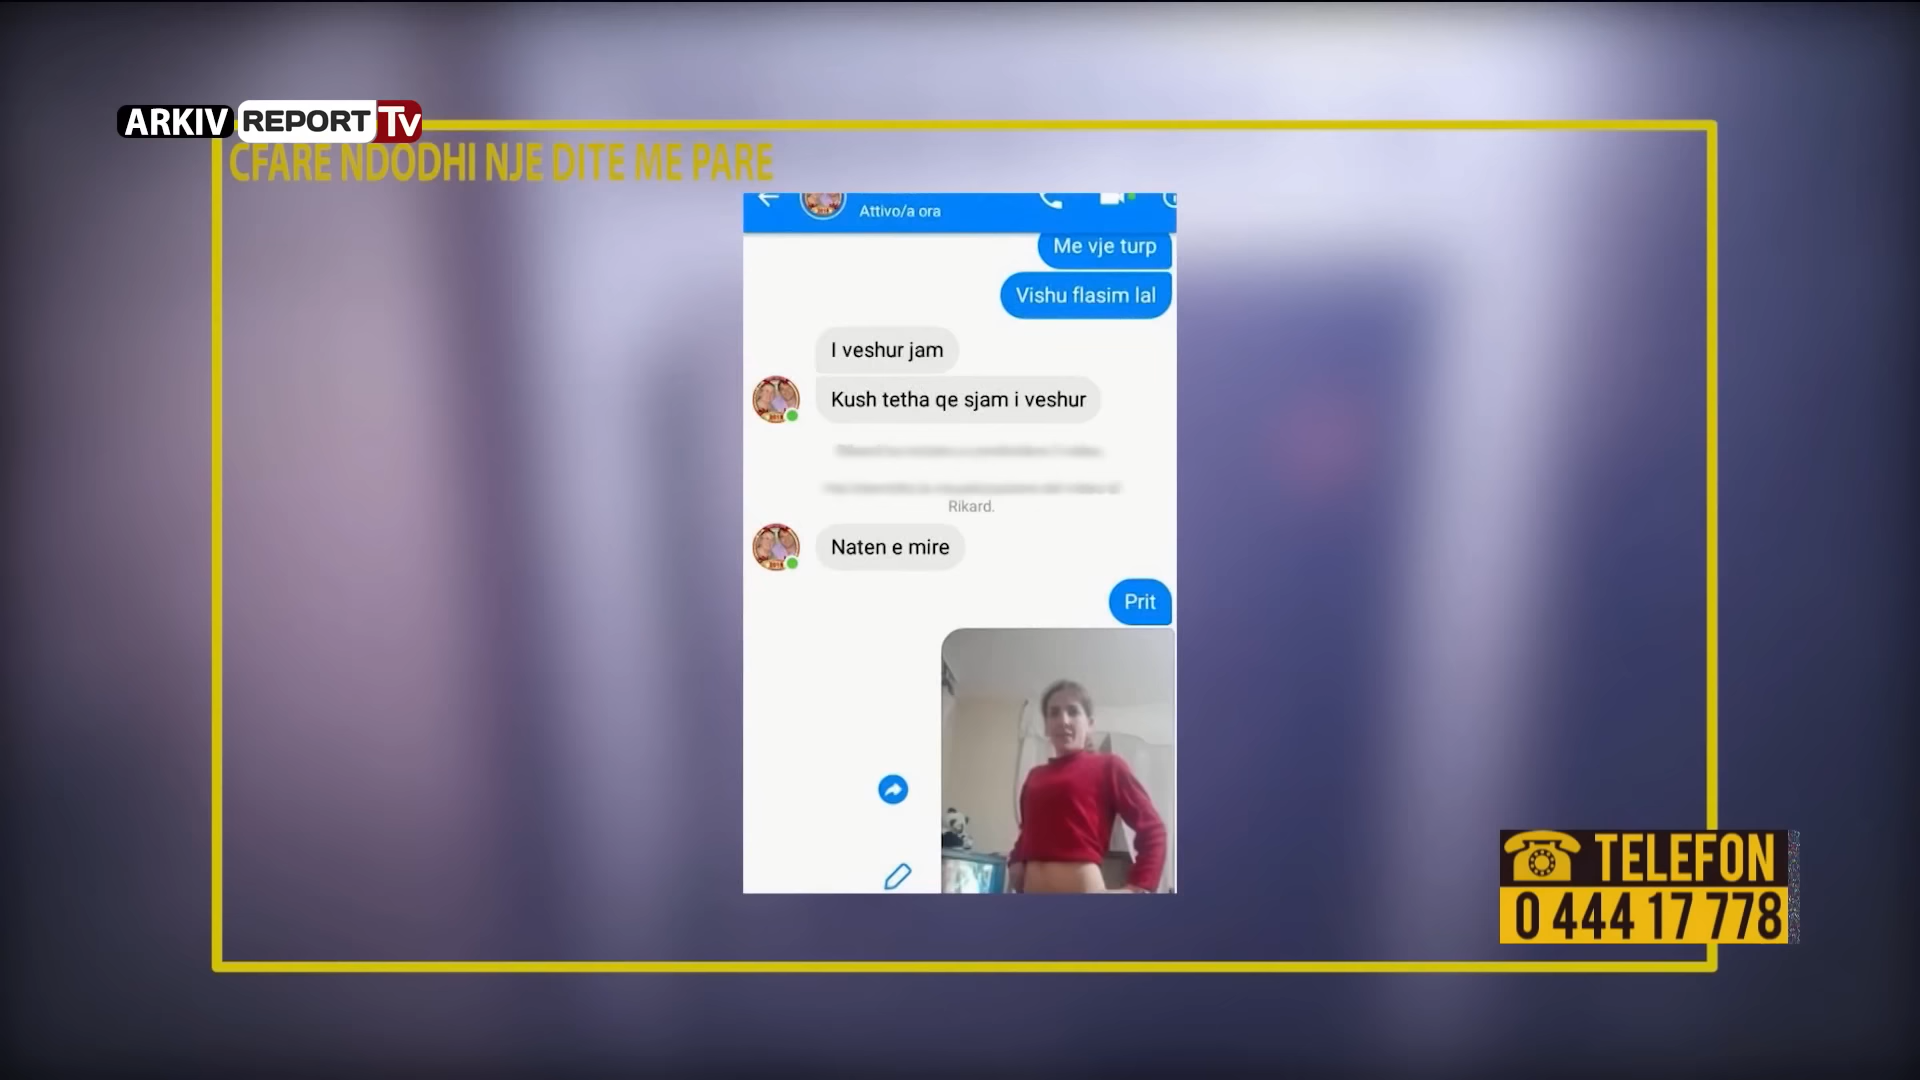 ARKIV REPORT Tv
CFARE NDODHI NJE DITE ME PARE
Attivo/a ora
Me vje turp
Vishu flasim lal
I veshur jam
Kush tetha qe sjam i veshur
Rikard.
Naten e mire
Prit
TELEFON
0 444 17 778